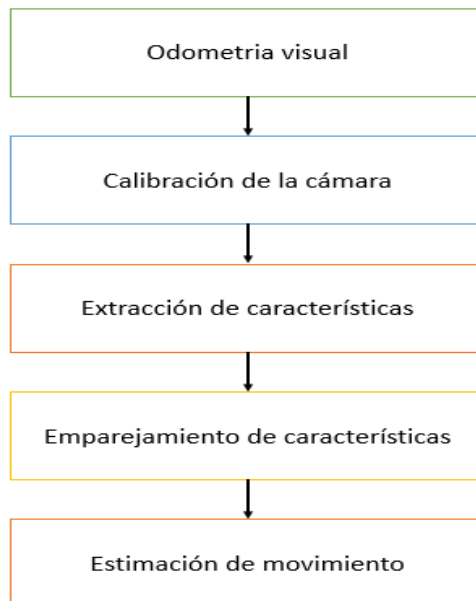 Odometria visual
Calibración de la cámara
Extracción de características
Emparejamiento de características
Estimación de movimiento